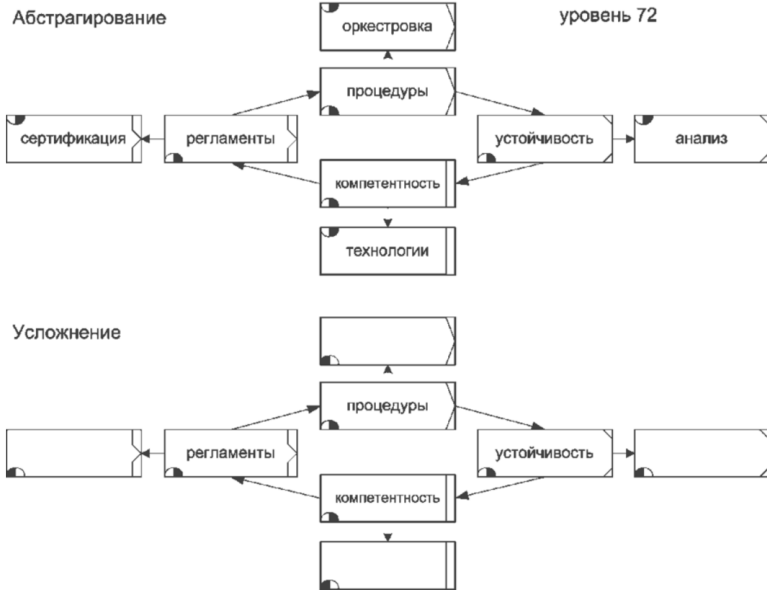 Абстрагирование
уровень 72
оркестровка
процедуры
сертификация
регламенты
устойчивость
анализ
компетентность
технологии
Усложнение
процедуры
регламенты
устойчивость
компетентность